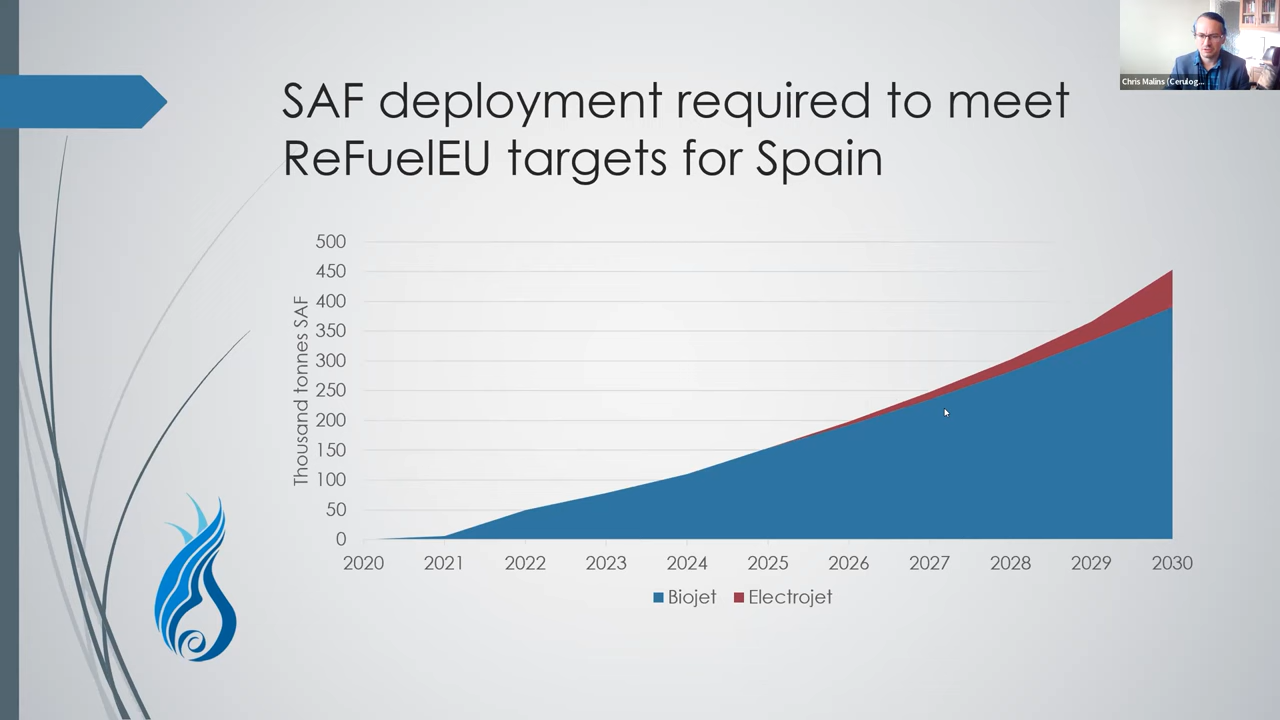 Chris Malins (Cerulog...
SAF deployment required to meet
ReFuelEU targets for Spain
Thousand tonnes SAF
500
450
400
350
300
250
200
150
100
50
0
2020 2021 2022 2023 2024 2025 2026 2027 2028 2029 2030
Biojet Electrojet